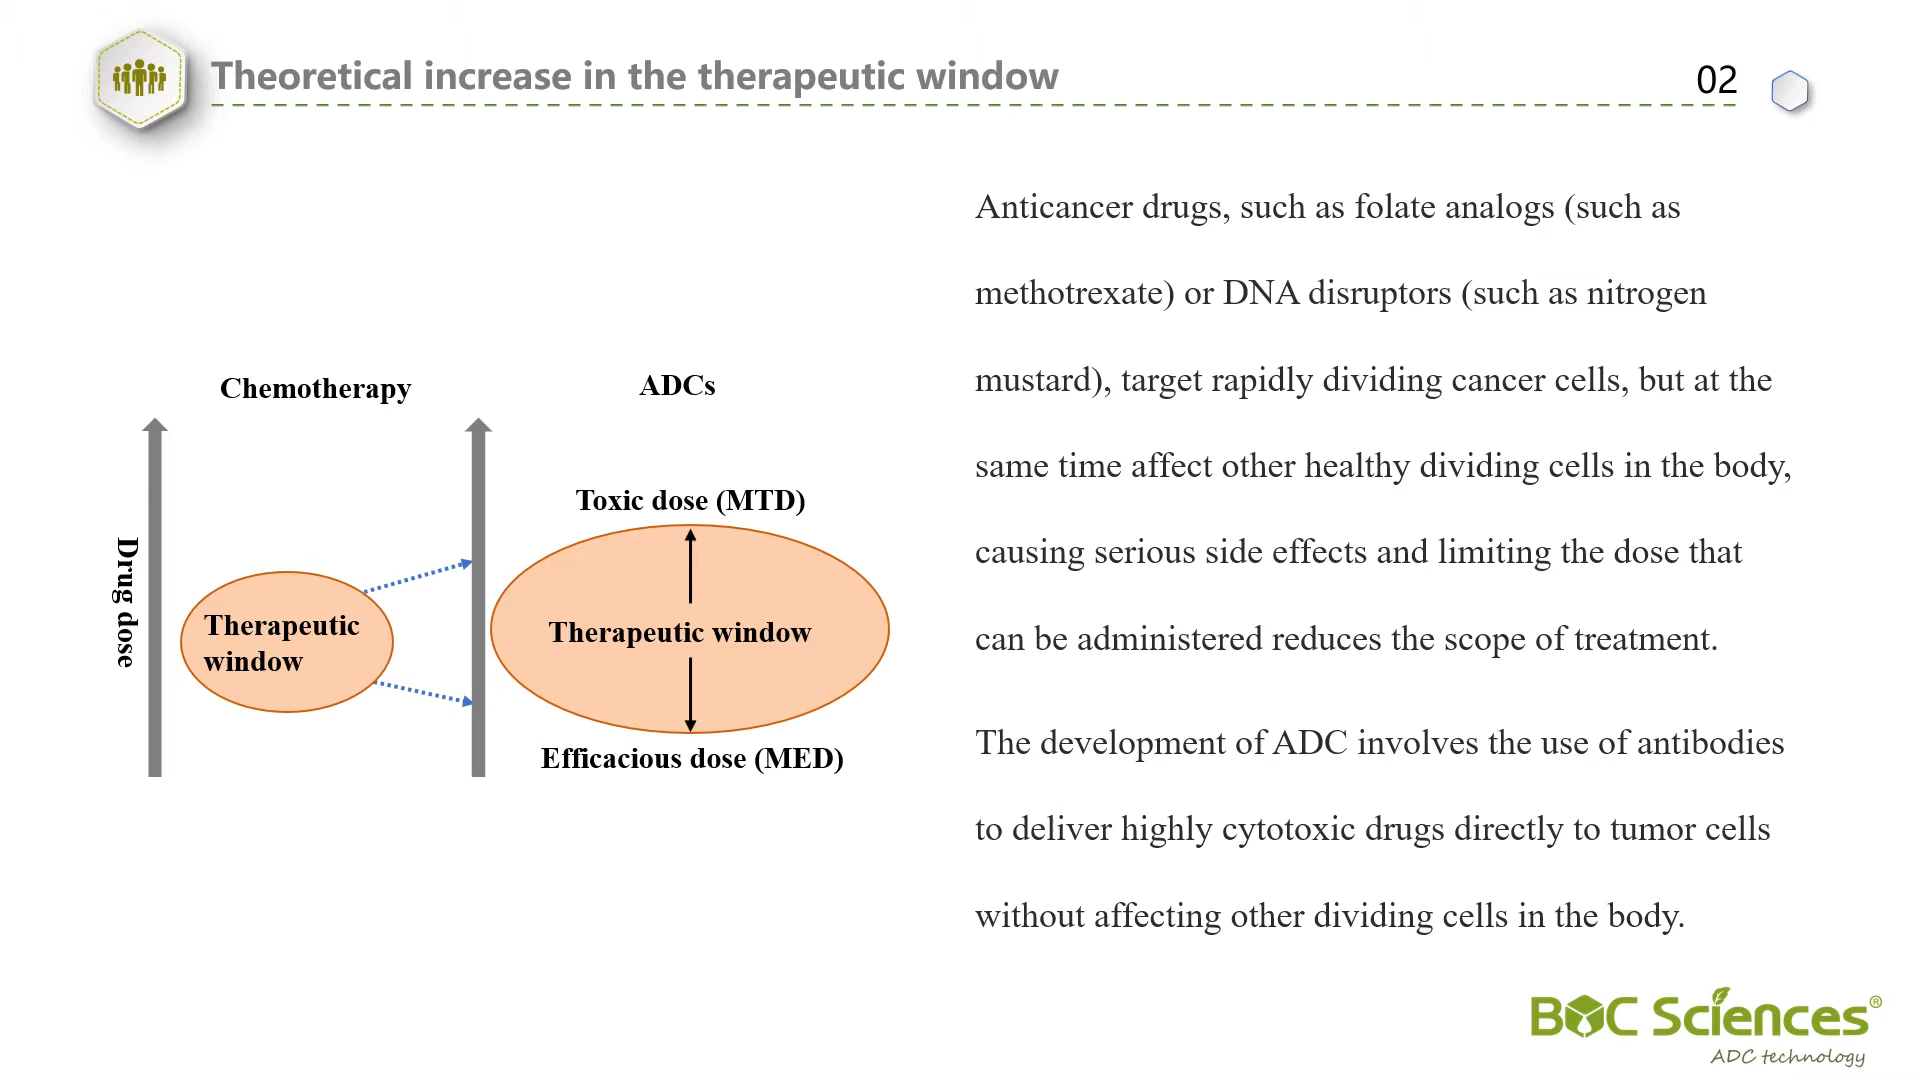 Theoretical increase in the therapeutic window
02
Chemotherapy
ADCs
Drug dose
Therapeutic
window
Toxic dose (MTD)
Therapeutic window
Efficacious dose (MED)
Anticancer drugs, such as folate analogs (such as
methotrexate) or DNA disruptors (such as nitrogen
mustard), target rapidly dividing cancer cells, but at the
same time affect other healthy dividing cells in the body,
causing serious side effects and limiting the dose that
can be administered reduces the scope of treatment.
The development of ADC involves the use of antibodies
to deliver highly cytotoxic drugs directly to tumor cells
without affecting other dividing cells in the body.
BOC Sciences®
ADC technology